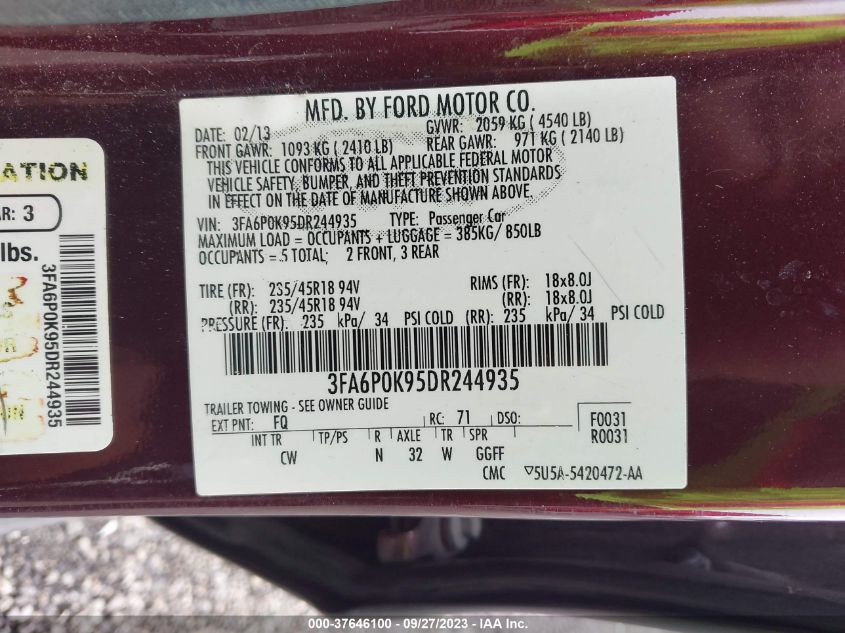 ATION
AR: 3
lbs.
3FA6P0K95DR244935
MFD. BY FORD MOTOR CO.
DATE: 02/13 GVWR: 2059 KG ( 4540 LB)
FRONT GAWR: 1093 KG ( 2410 LB) REAR GAWR: 971 KG ( 2140 LB)
THIS VEHICLE CONFORMS TO ALL APPLICABLE FEDERAL MOTOR
VEHICLE SAFETY, BUMPER, AND THEFT PREVENTION STANDARDS
IN EFFECT ON THE DATE OF MANUFACTURE SHOWN ABOVE.
VIN: 3FA6P0K95DR244935 TYPE: Passenger Car
MAXIMUM LOAD = OCCUPANTS + LUGGAGE = 385KG/ 850LB
OCCUPANTS = 5 TOTAL; 2 FRONT, 3 REAR
TIRE (FR): 235/45R18 94V RIMS (FR): 18x8.0J
(RR): 235/45R18 94V (RR): 18x8.0J
PRESSURE (FR): 235 kPa/ 34 PSI COLD (RR): 235 kPa/ 34 PSI COLD
3FA6P0K95DR244935
TRAILER TOWING - SEE OWNER GUIDE
EXT PNT: FQ RC: 71 DSO: F0031
INT TR TP/PS R AXLE TR SPR R0031
CW N 32 W GGFF
CMC ▽5U5A-5420472-AA
000-37646100 - 09/27/2023 - IAA Inc.